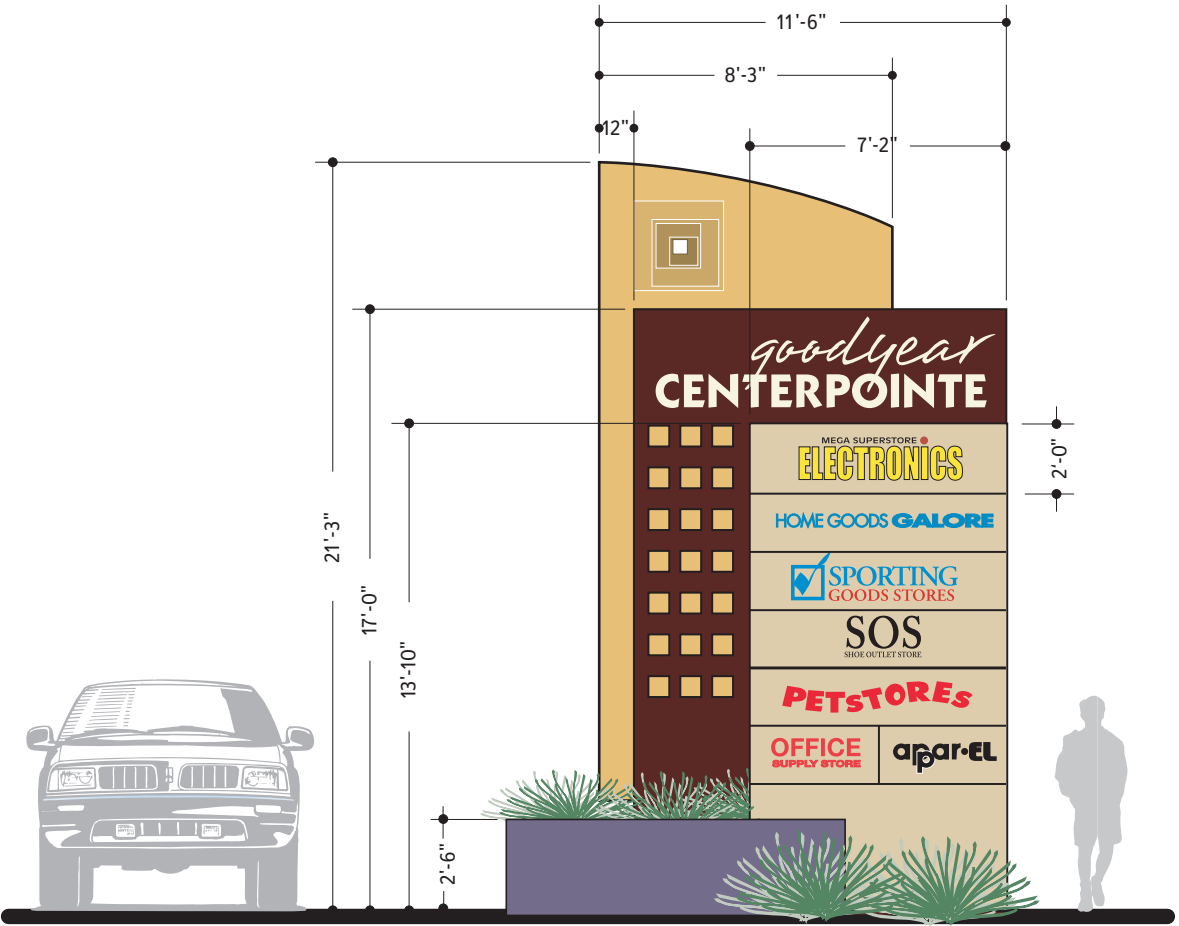 11'-6"
8'-3"
12"
7'-2"
goodyear
CENTERPOINTE
MEGA SUPERSTORE
ELECTRONICS
2'-0"
HOME GOODS GALORE
21'-3"
SPORTING
GOODS STORES
17'-0"
SOS
SHOE OUTLET STORE
13'-10"
PETSTORES
OFFICE
SUPPLY STORE
appar•EL
2'-6"